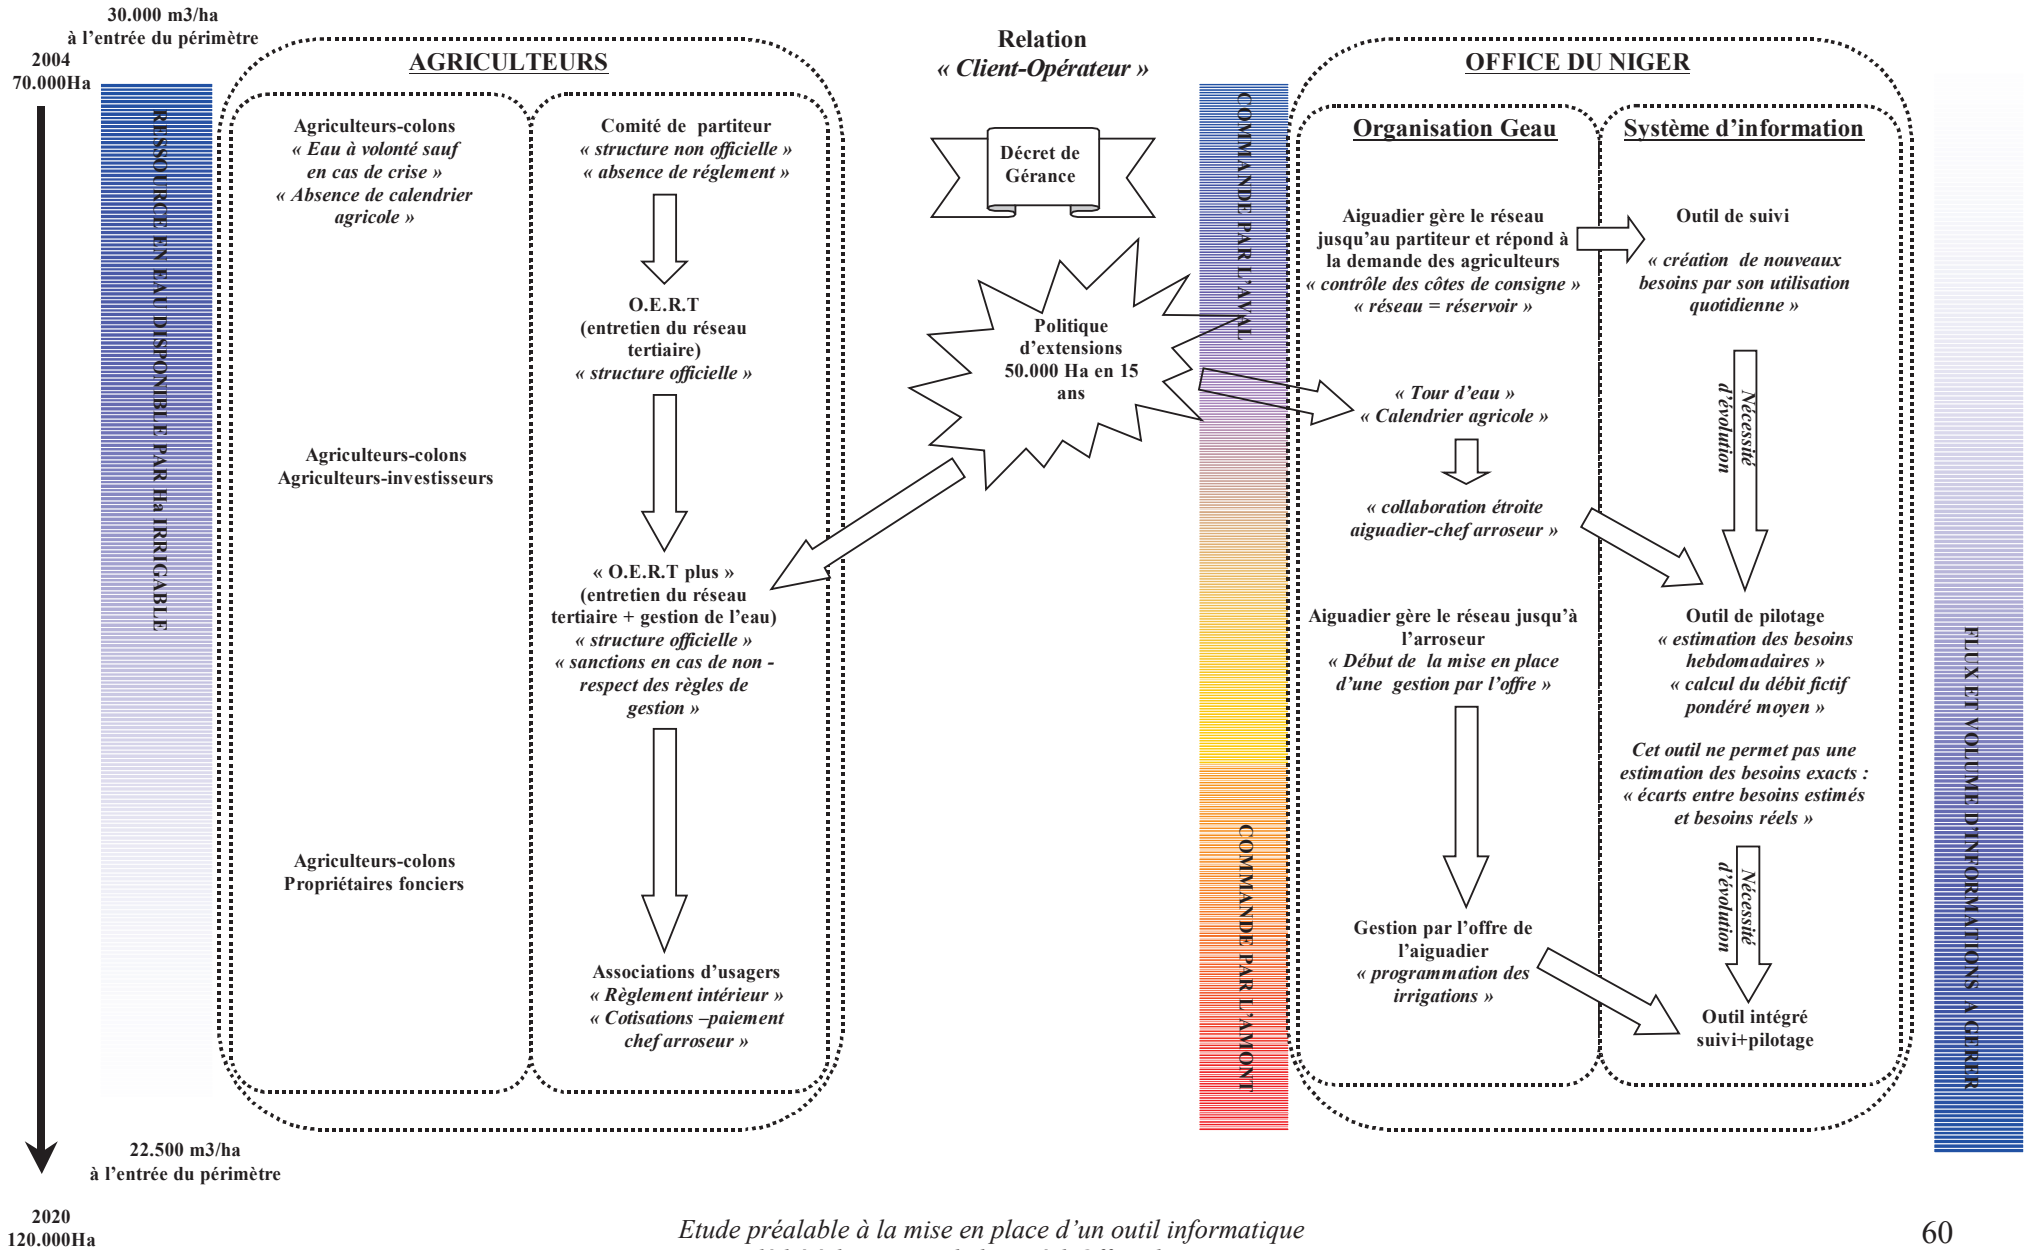 30.000 m3/ha
à l'entrée du périmètre
2004
70.000Ha
RESSOURCE EN EAU DISPONIBLE PAR Ha IRRIGABLE
22.500 m3/ha
à l'entrée du périmètre
2020
120.000Ha
AGRICULTEURS
Agriculteurs-colons
« Eau à volonté sauf
en cas de crise »
« Absence de calendrier
agricole »
Agriculteurs-colons
Agriculteurs-investisseurs
Agriculteurs-colons
Propriétaires fonciers
Comité de partiteur
« structure non officielle »
« absence de réglement »
O.E.R.T
(entretien du réseau
tertiaire)
« structure officielle »
« O.E.R.T plus »
(entretien du réseau
tertiaire + gestion de l'eau)
« structure officielle »
« sanctions en cas de non -
respect des règles de
gestion »
Associations d'usagers
« Règlement intérieur »
« Cotisations –paiement
chef arroseur »
Relation
« Client-Opérateur »
Décret de
Gérance
Politique
d'extensions
50.000 Ha en 15
ans
COMMANDE PAR L'AVAL
COMMANDE PAR L'AMONT
OFFICE DU NIGER
Organisation Geau
Aiguadier gère le réseau
jusqu'au partiteur et répond à
la demande des agriculteurs
« contrôle des côtes de consigne »
« réseau = réservoir »
« Tour d'eau »
« Calendrier agricole »
« collaboration étroite
aiguadier-chef arroseur »
Aiguadier gère le réseau jusqu'à
l'arroseur
« Début de la mise en place
d'une gestion par l'offre »
Gestion par l'offre de
l'aiguadier
« programmation des
irrigations »
Système d'information
Outil de suivi
« création de nouveaux
besoins par son utilisation
quotidienne »
Nécessité
d'évolution
Outil de pilotage
« estimation des besoins
hebdomadaires »
« calcul du débit fictif
pondéré moyen »
Cet outil ne permet pas une
estimation des besoins exacts :
« écarts entre besoins estimés
et besoins réels »
Nécessité
d'évolution
Outil intégré
suivi+pilotage
FLUX ET VOLUME D'INFORMATIONS A GERER
Etude préalable à la mise en place d'un outil informatique
60